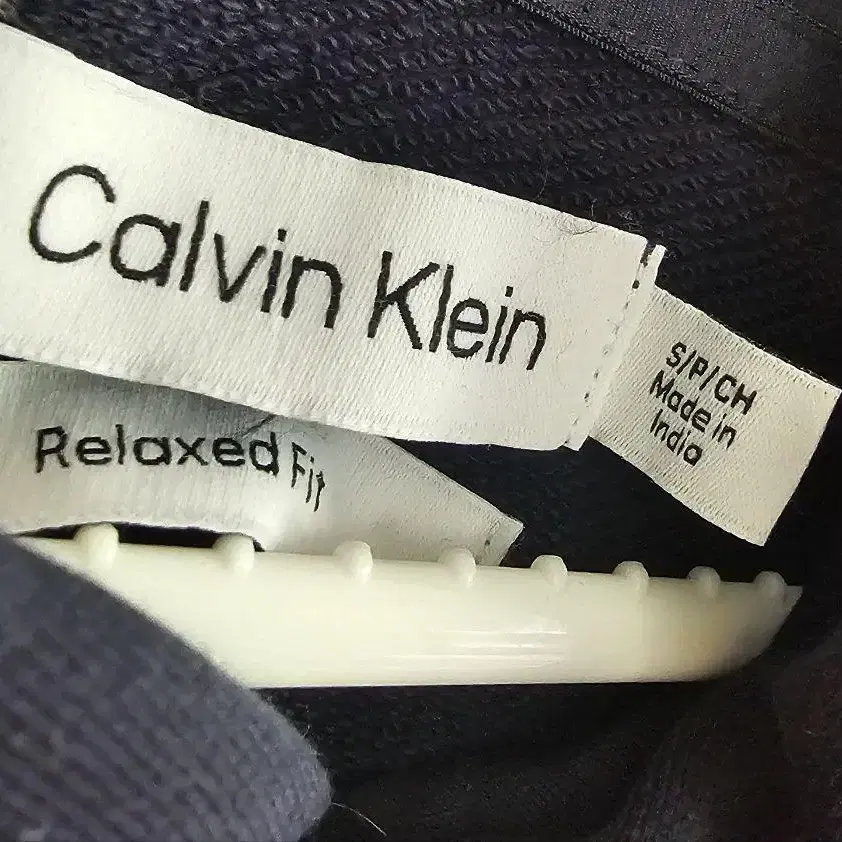 Calvin Klein
S/P/CH
Made in
India
Relaxed Fit